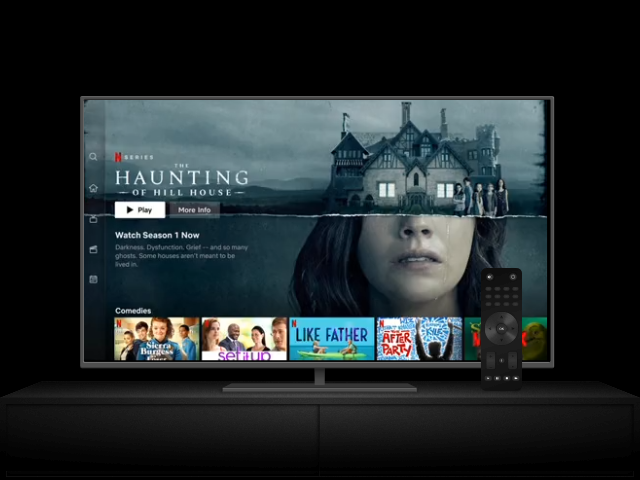 N SERIES
THE
HAUNTING
OF HILL HOUSE
Play
More Info
Watch Season 1 Now
Darkness. Dysfunction. Grief -- and so many
ghosts. Some houses aren't meant to be
lived in.
Comedies
Sierra
Burgess
set it up
LIKE FATHER
THE
AFTER
PARTY